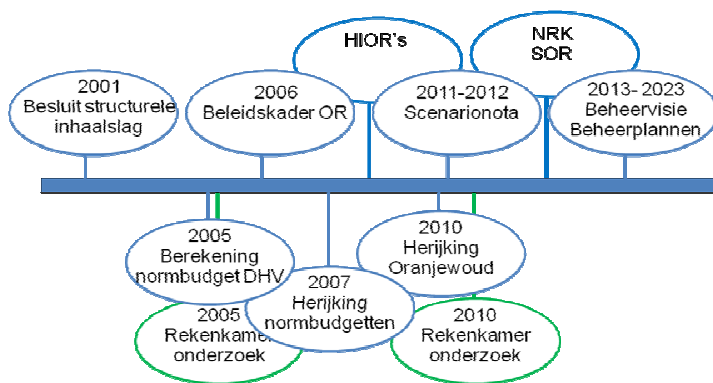 HIOR's
NRK
SOR
2001
Besluit structurele
inhaalslag
2006
Beleidskader OR
2011-2012
Scenarionota
2013- 2023
Beheervisie
Beheerplannen
2005
Berekening
normbudget DHV
2010
Herijking
Oranjewoud
2007
Herijking
normbudgetten
2005
Rekenkamer
onderzoek
2010
Rekenkamer
onderzoek